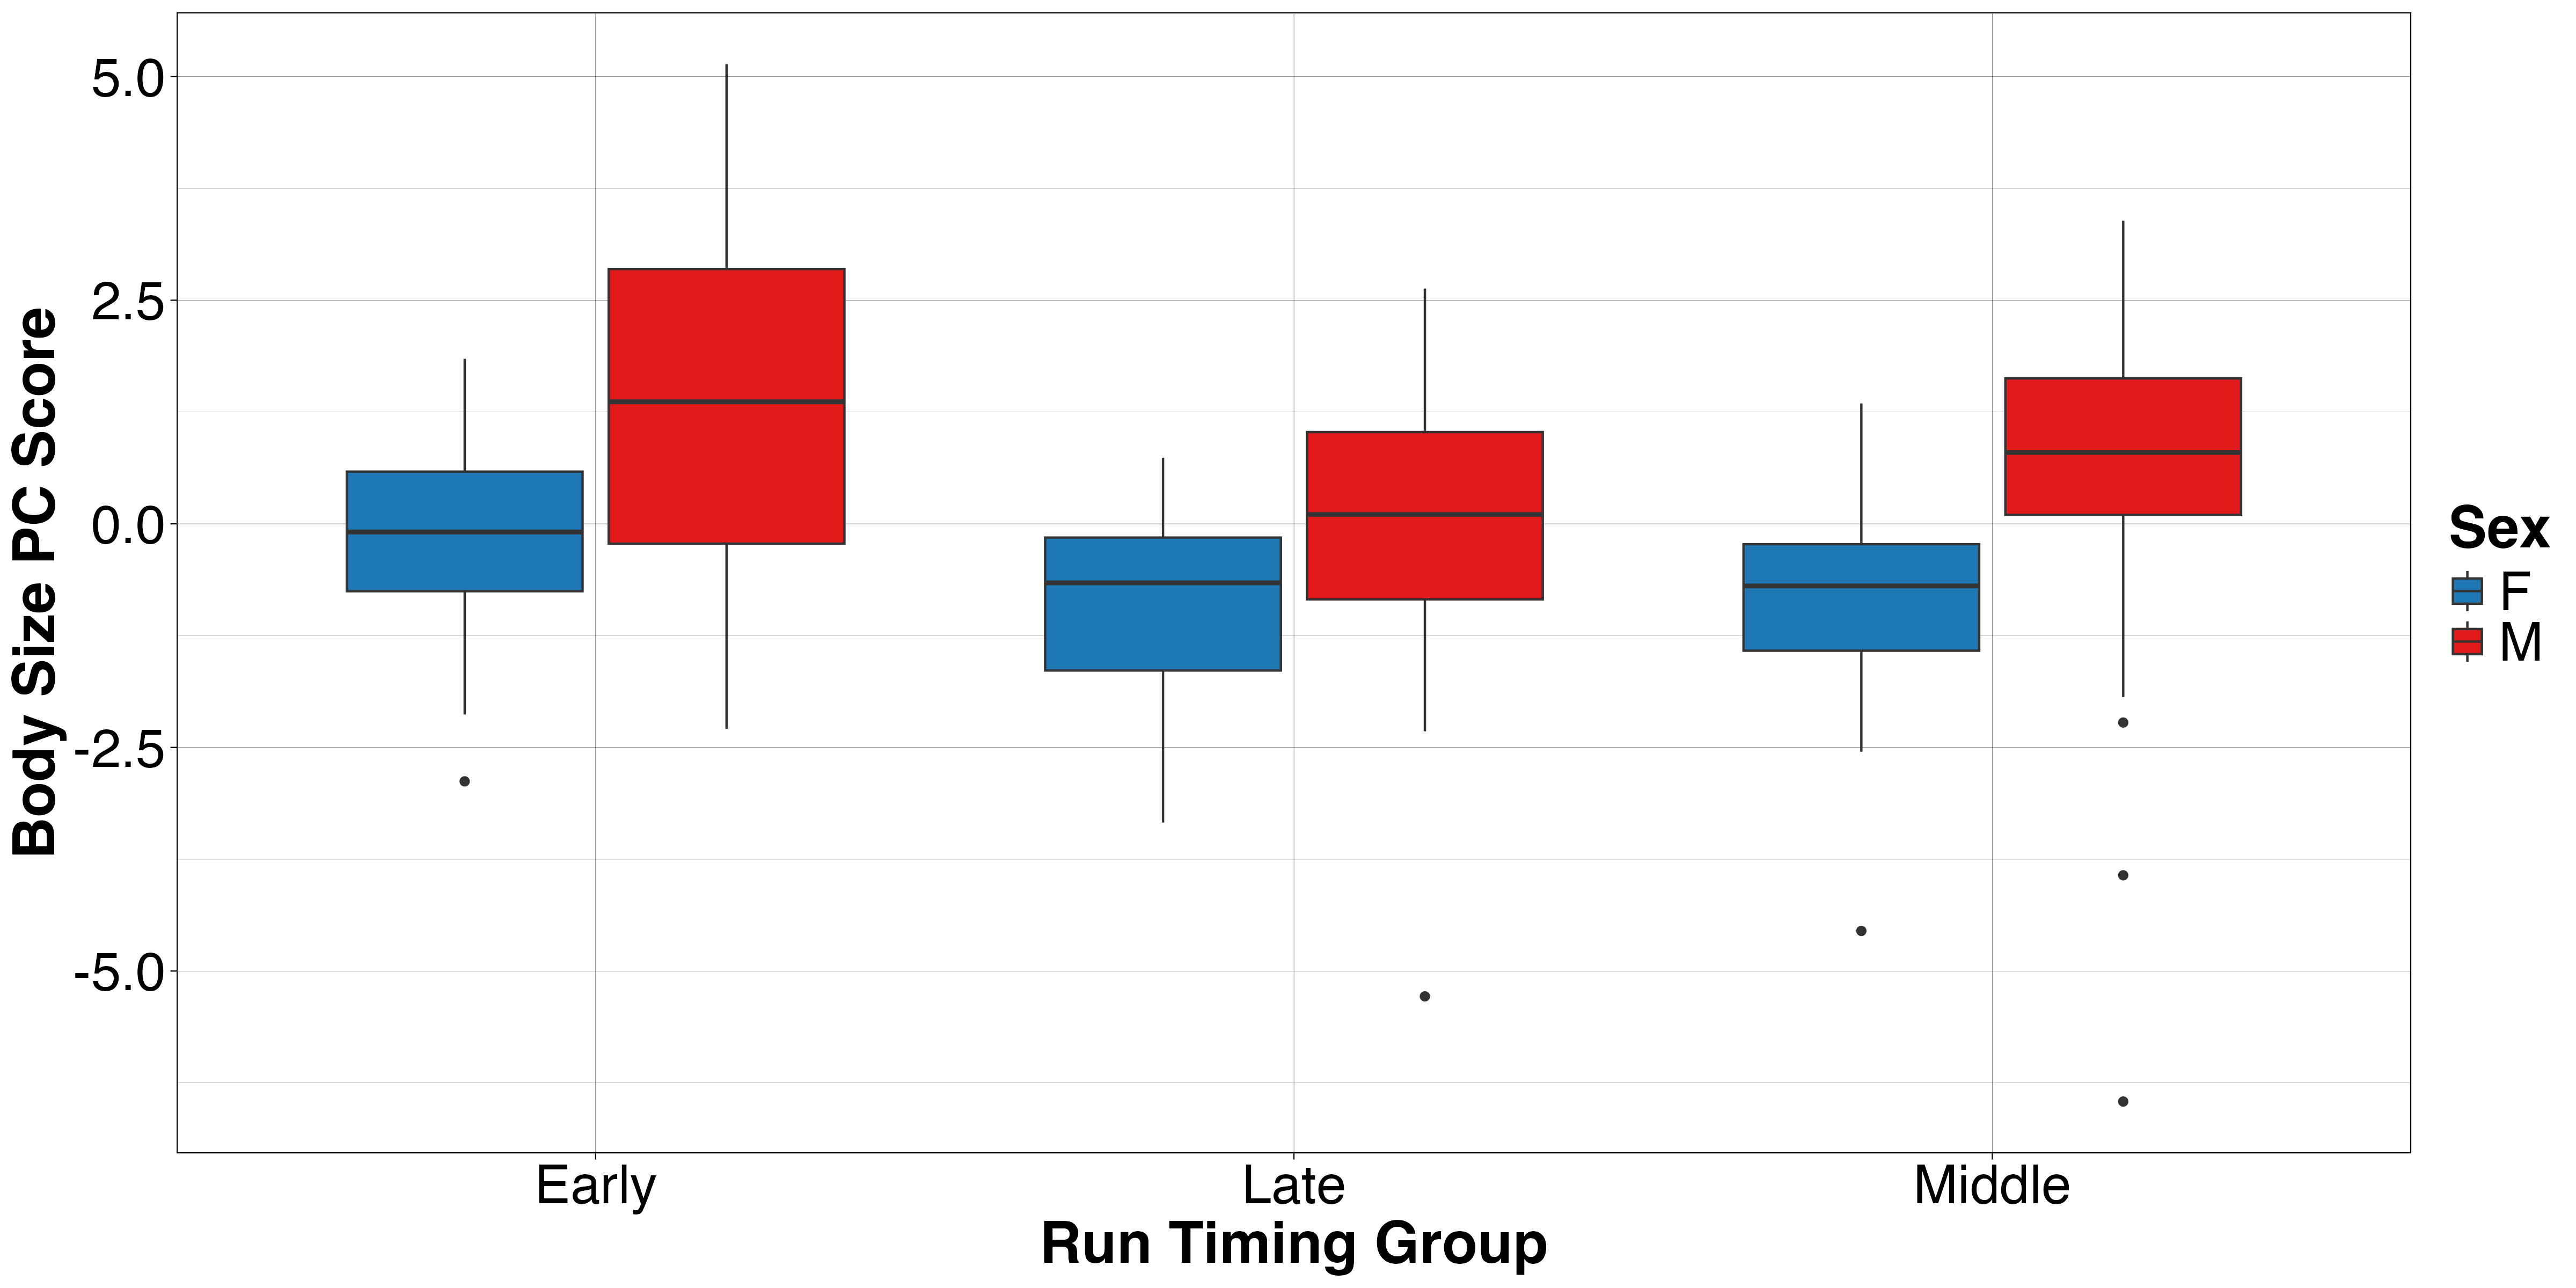 Body Size PC Score
5.0
2.5
0.0
-2.5
-5.0
Early
Late
Middle
Run Timing Group
Sex
F
M